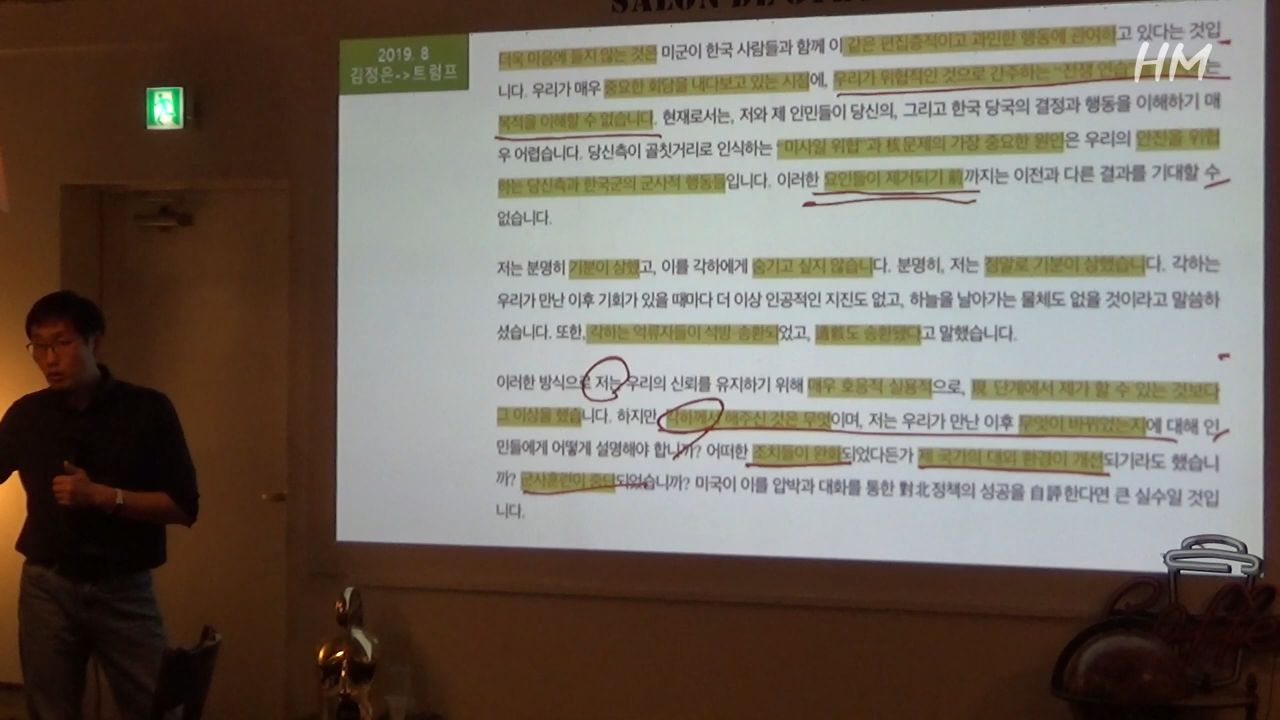 SALON DE
2019. 8
김정은->트럼프
HM
더욱 마음에 들지 않는 것은 미군이 한국 사람들과 함께 이 같은 편집증적이고 과민한 행동에 관여하고 있다는 것입
니다. 우리가 매우 중요한 회담을 내다보고 있는 시점에, 우리가 위협적인 것으로 간주하는 "전쟁 연습
목적을 이해할 수 없습니다. 현재로서는, 저와 제 인민들이 당신의, 그리고 한국 당국의 결정과 행동을 이해하기 매
우 어렵습니다. 당신측이 골칫거리로 인식하는 "미사일 위협"과 核문제의 가장 중요한 원인은 우리의 안전을 위협
하는 당신측과 한국군의 군사적 행동들입니다. 이러한 요인들이 제거되기 前까지는 이전과 다른 결과를 기대할 수
없습니다.
저는 분명히 기분이 상했고, 이를 각하에게 숨기고 싶지 않습니다. 분명히, 저는 정말로 기분이 상했습니다. 각하는
우리가 만난 이후 기회가 있을 때마다 더 이상 인공적인 지진도 없고, 하늘을 날아가는 물체도 없을 것이라고 말씀하
셨습니다. 또한, 각하는 억류자들이 석방 송환되었고, 遺骸도 송환됐다고 말했습니다.
이러한 방식으로 저는 우리의 신뢰를 유지하기 위해 매우 호응적 실용적으로, 現 단계에서 제가 할 수 있는 것보다
그 이상을 했습니다. 하지만, 각하께서 해주신 것은 무엇이며, 저는 우리가 만난 이후 무엇이 바뀌었는지에 대해 인
민들에게 어떻게 설명해야 합니까? 어떠한 조치들이 완화되었다든가 제 국가의 대외 환경이 개선되기라도 했습니
까? 군사훈련이 중단되었습니까? 미국이 이를 압박과 대화를 통한 對北정책의 성공을 自評한다면 큰 실수일 것입
니다.